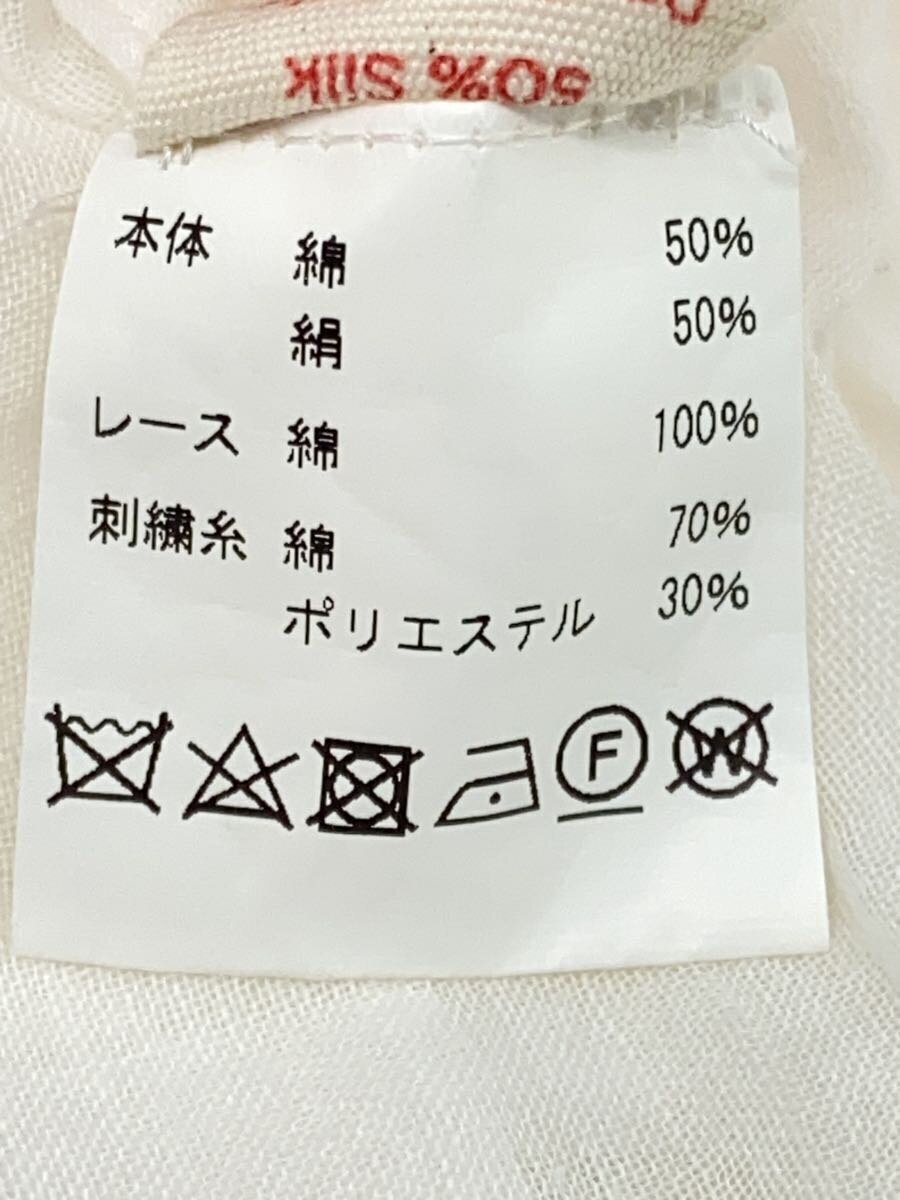 50% Silk
本体 綿 50%
絹 50%
レース 綿 100%
刺繍糸 綿 70%
ポリエステル 30%
F
W